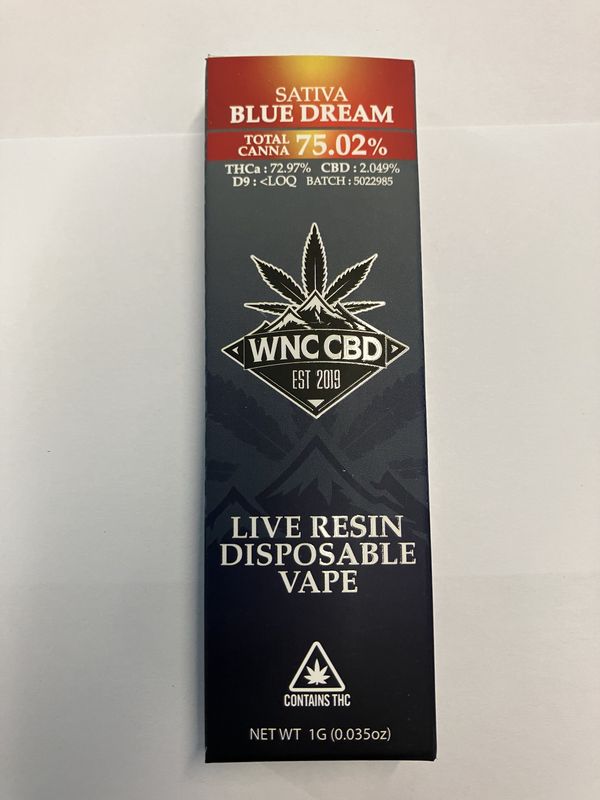 SATIVA
BLUE DREAM
TOTAL CANNA 75.02%
THCa : 72.97% CBD : 2.049%
D9 : <LOQ BATCH : 5022985
WNC CBD
EST 2019
LIVE RESIN
DISPOSABLE
VAPE
CONTAINS THC
NET WT 1G (0.035oz)